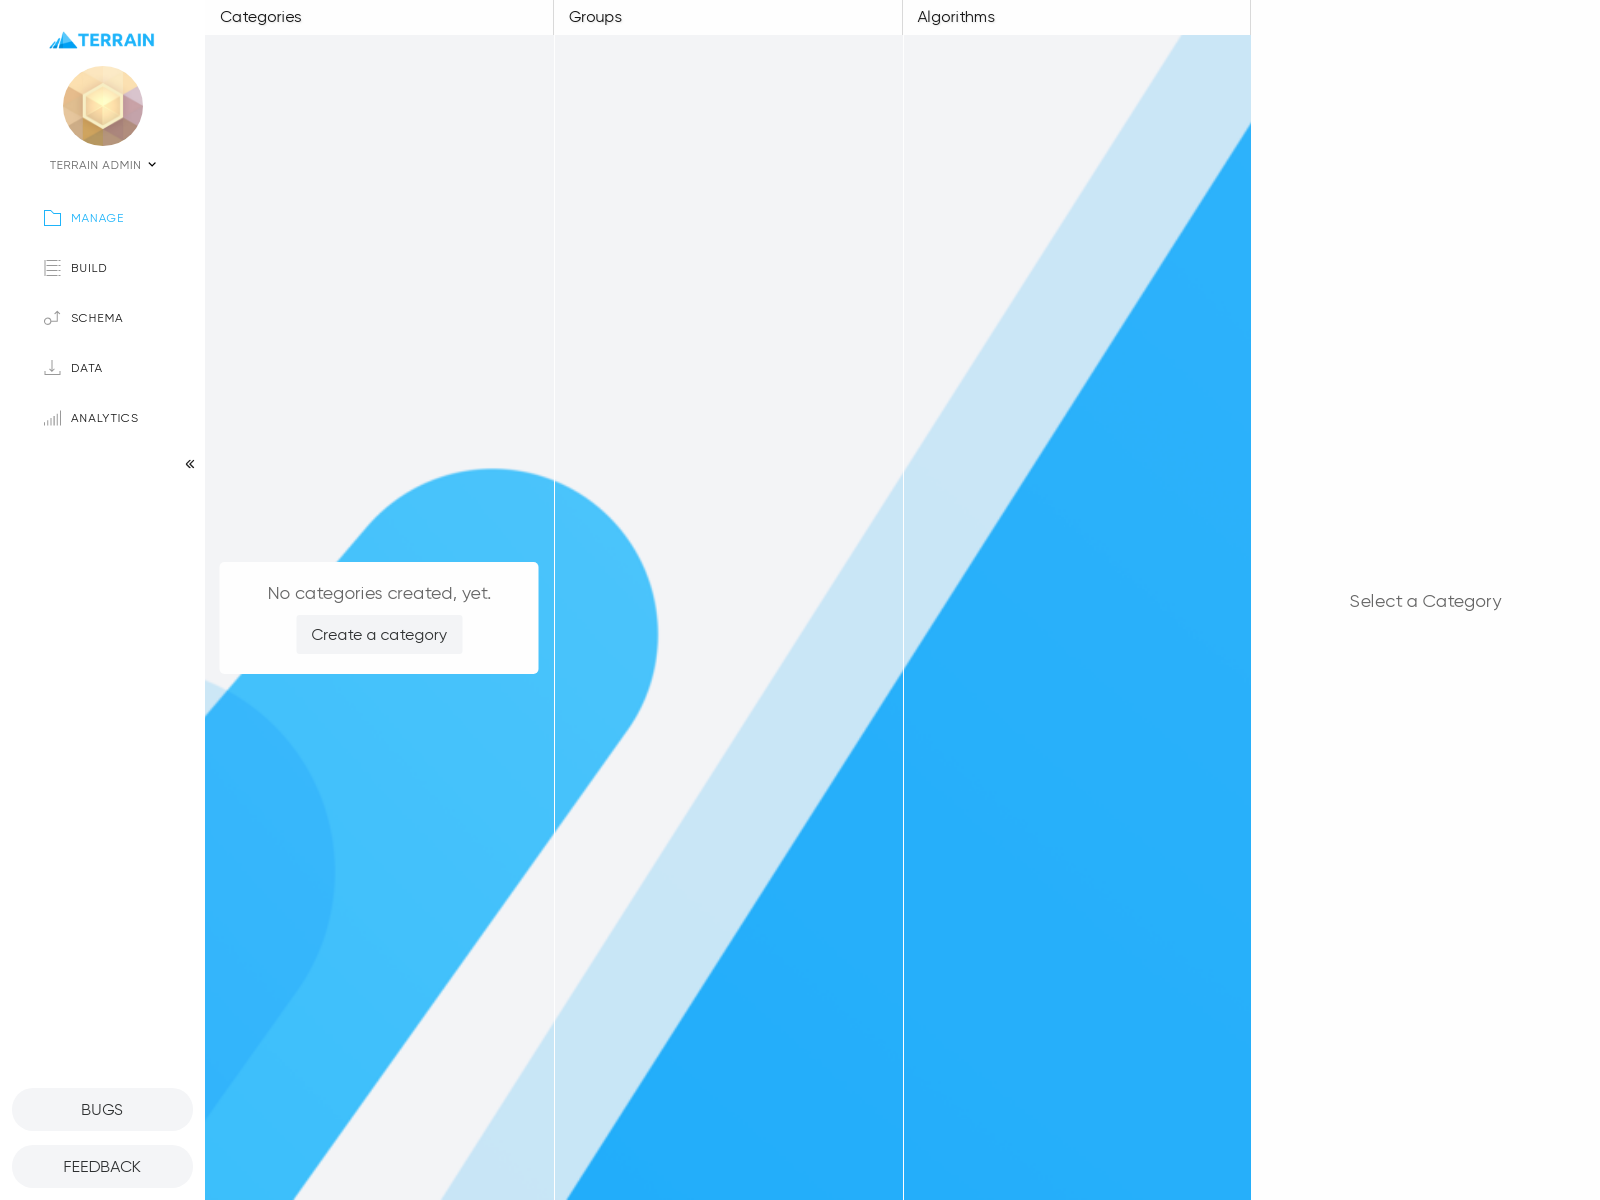 TERRAIN
TERRAIN ADMIN
MANAGE
BUILD
SCHEMA
DATA
ANALYTICS
BUGS
FEEDBACK
Categories
No categories created, yet.
Create a category
Groups
Algorithms
Select a Category